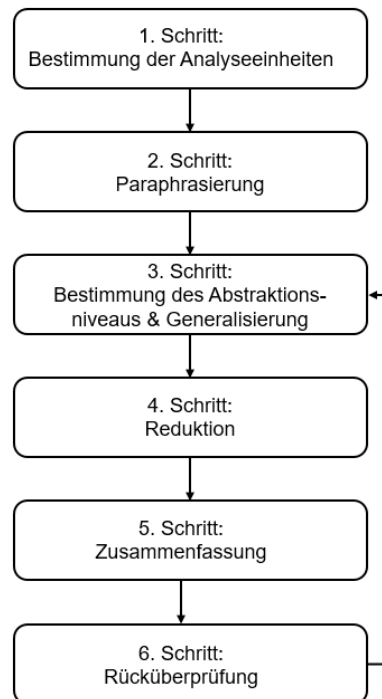 1. Schritt:
Bestimmung der Analyseeinheiten
2. Schritt:
Paraphrasierung
3. Schritt:
Bestimmung des Abstraktions-
niveaus & Generalisierung
4. Schritt:
Reduktion
5. Schritt:
Zusammenfassung
6. Schritt:
Rücküberprüfung